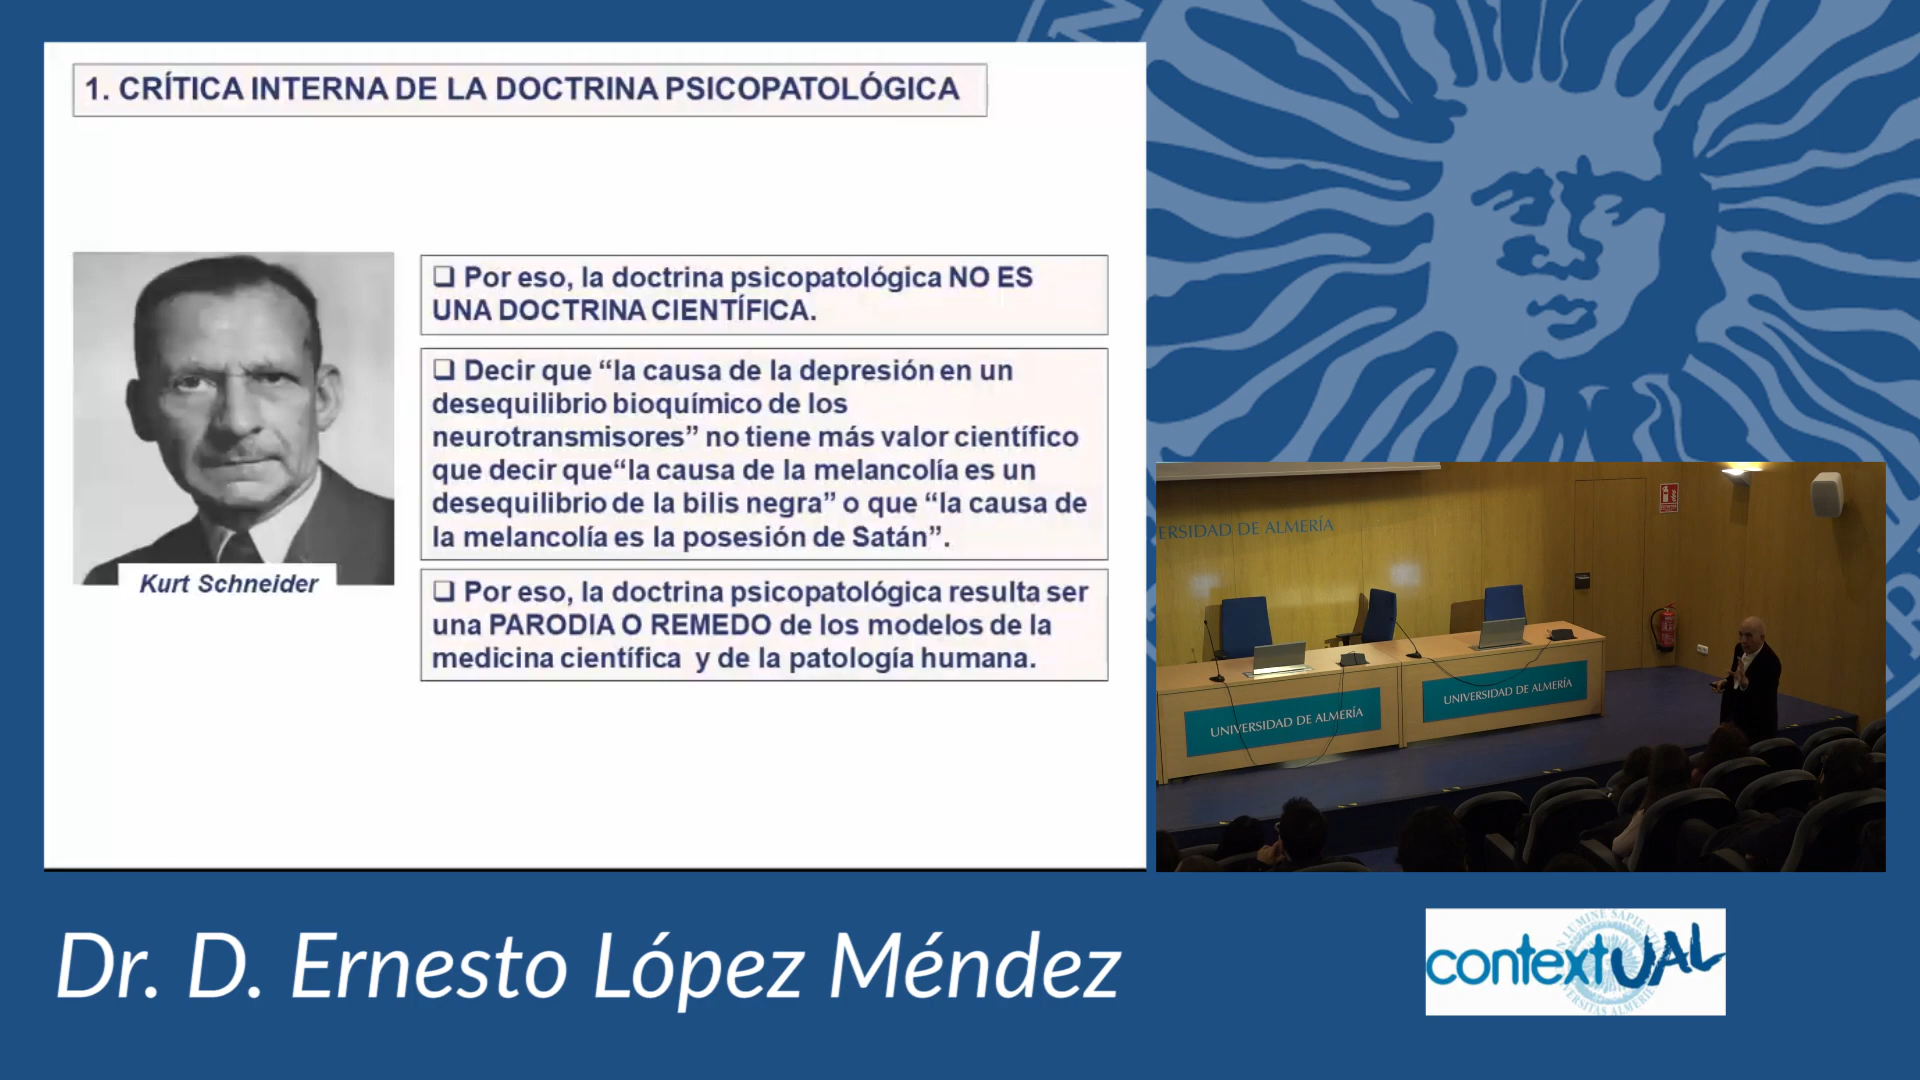 1. CRÍTICA INTERNA DE LA DOCTRINA PSICOPATOLÓGICA
Kurt Schneider
❑ Por eso, la doctrina psicopatológica NO ES
UNA DOCTRINA CIENTÍFICA.
❑ Decir que “la causa de la depresión en un
desequilibrio bioquímico de los
neurotransmisores” no tiene más valor científico
que decir que“la causa de la melancolía es un
desequilibrio de la bilis negra” o que “la causa de
la melancolía es la posesión de Satán”.
❑ Por eso, la doctrina psicopatológica resulta ser
una PARODIA O REMEDO de los modelos de la
medicina científica y de la patología humana.
ERSIDAD DE ALMERÍA
UNIVERSIDAD DE ALMERÍA
UNIVERSIDAD DE ALMERÍA
Dr. D. Ernesto López Méndez
contextUAL